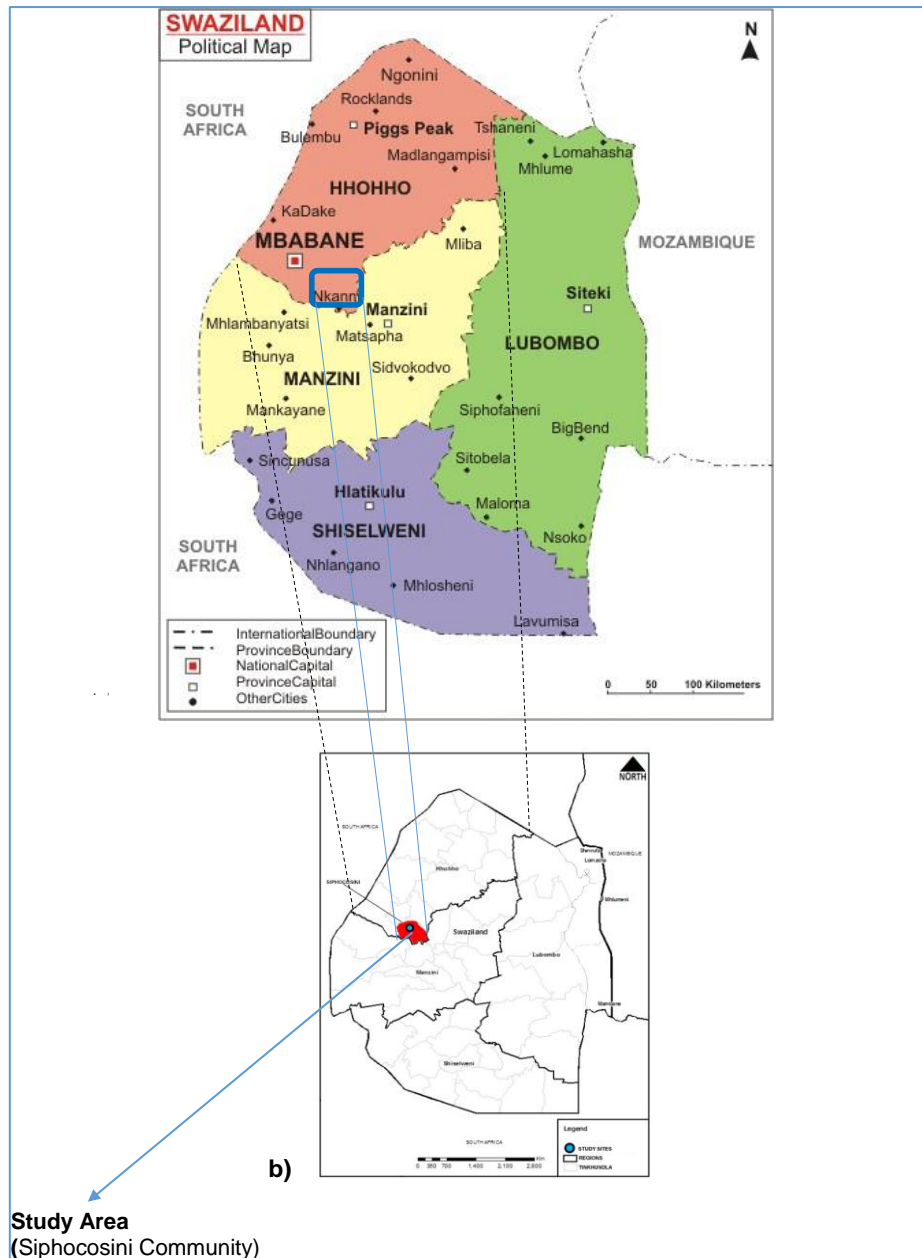 SWAZILAND
Political Map
N
Ngonini
Rocklands
SOUTH
AFRICA
Piggs Peak
Tshaneni
Bulembu
Lomahasha
Madlangampisi
Mhlume
HHOHHO
KaDake
MBABANE
Mliba
MOZAMBIQUE
Nkann
Siteki
Manzini
Mhlambanyatsi
Matsapha
LUBOMBO
Bhunya
Sidvokodvo
MANZINI
Mankayane
Siphofaneni
BigBend
Sincunusa
Sitobela
Hlatikulu
Gege
Maloma
SHISELWENI
Nsoko
SOUTH
AFRICA
Nhlangano
Mhlosheni
Lavumisa
InternationalBoundary
ProvinceBoundary
NationalCapital
ProvinceCapital
OtherCities
0 50 100 Kilometers
NORTH
SOUTH AFRICA
MOZAMBIQUE
Hhohho
SIPHOCOSINI
Mhlumeni
Swaziland
Lubombo
Manzini
Shiselweni
Legend
STUDY SITES
REGIONS
TINKHUNDLA
SOUTH AFRICA
b)
Study Area
(Siphocosini Community)